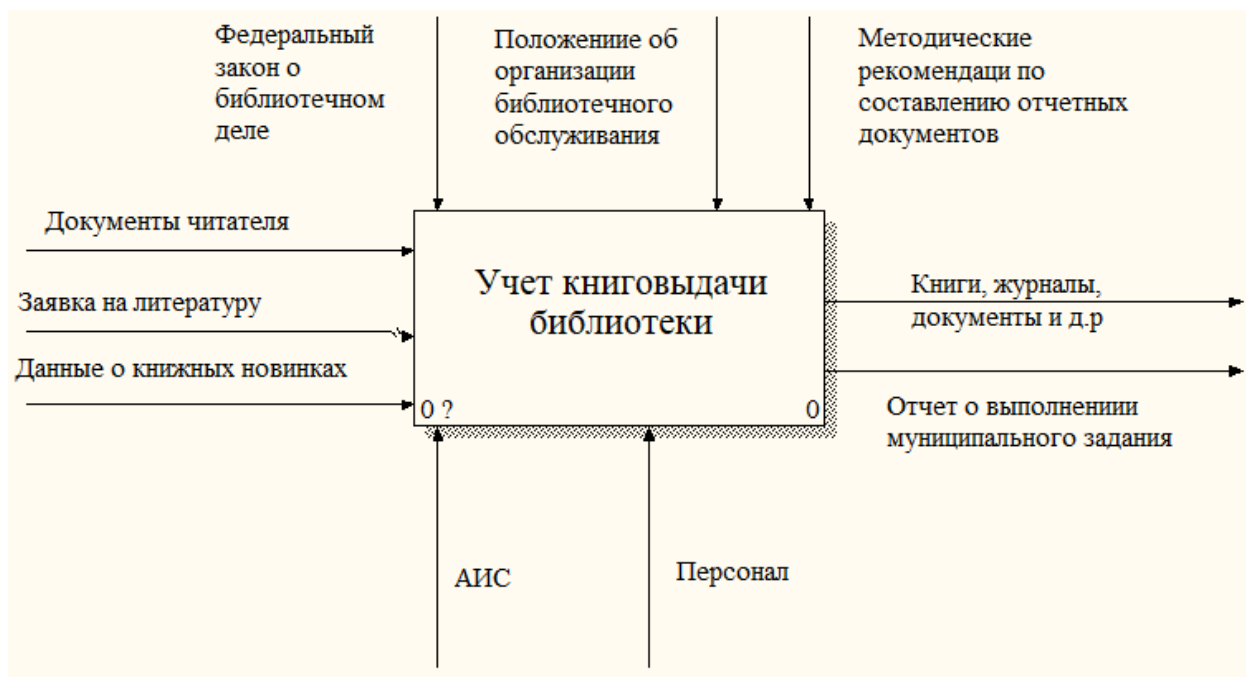 Федеральный
закон о
библиотечном
деле
Положениие об
организации
библиотечного
обслуживания
Методические
рекомендаци по
составлению отчетных
документов
Документы читателя
Заявка на литературу
Данные о книжных новинках
Учет книговыдачи
библиотеки
0 ?
0
Книги, журналы,
документы и д.р
Отчет о выполнениии
муниципального задания
АИС
Персонал